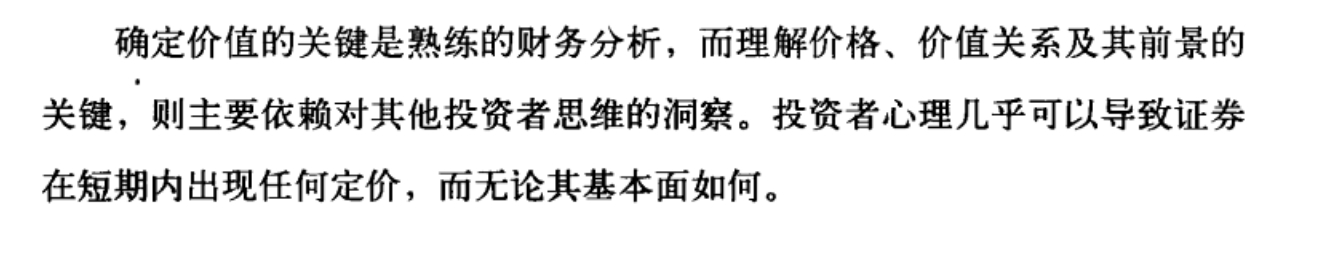 确定价值的关键是熟练的财务分析，而理解价格、价值关系及其前景的
关键，则主要依赖对其他投资者思维的洞察。投资者心理几乎可以导致证券
在短期内出现任何定价，而无论其基本面如何。